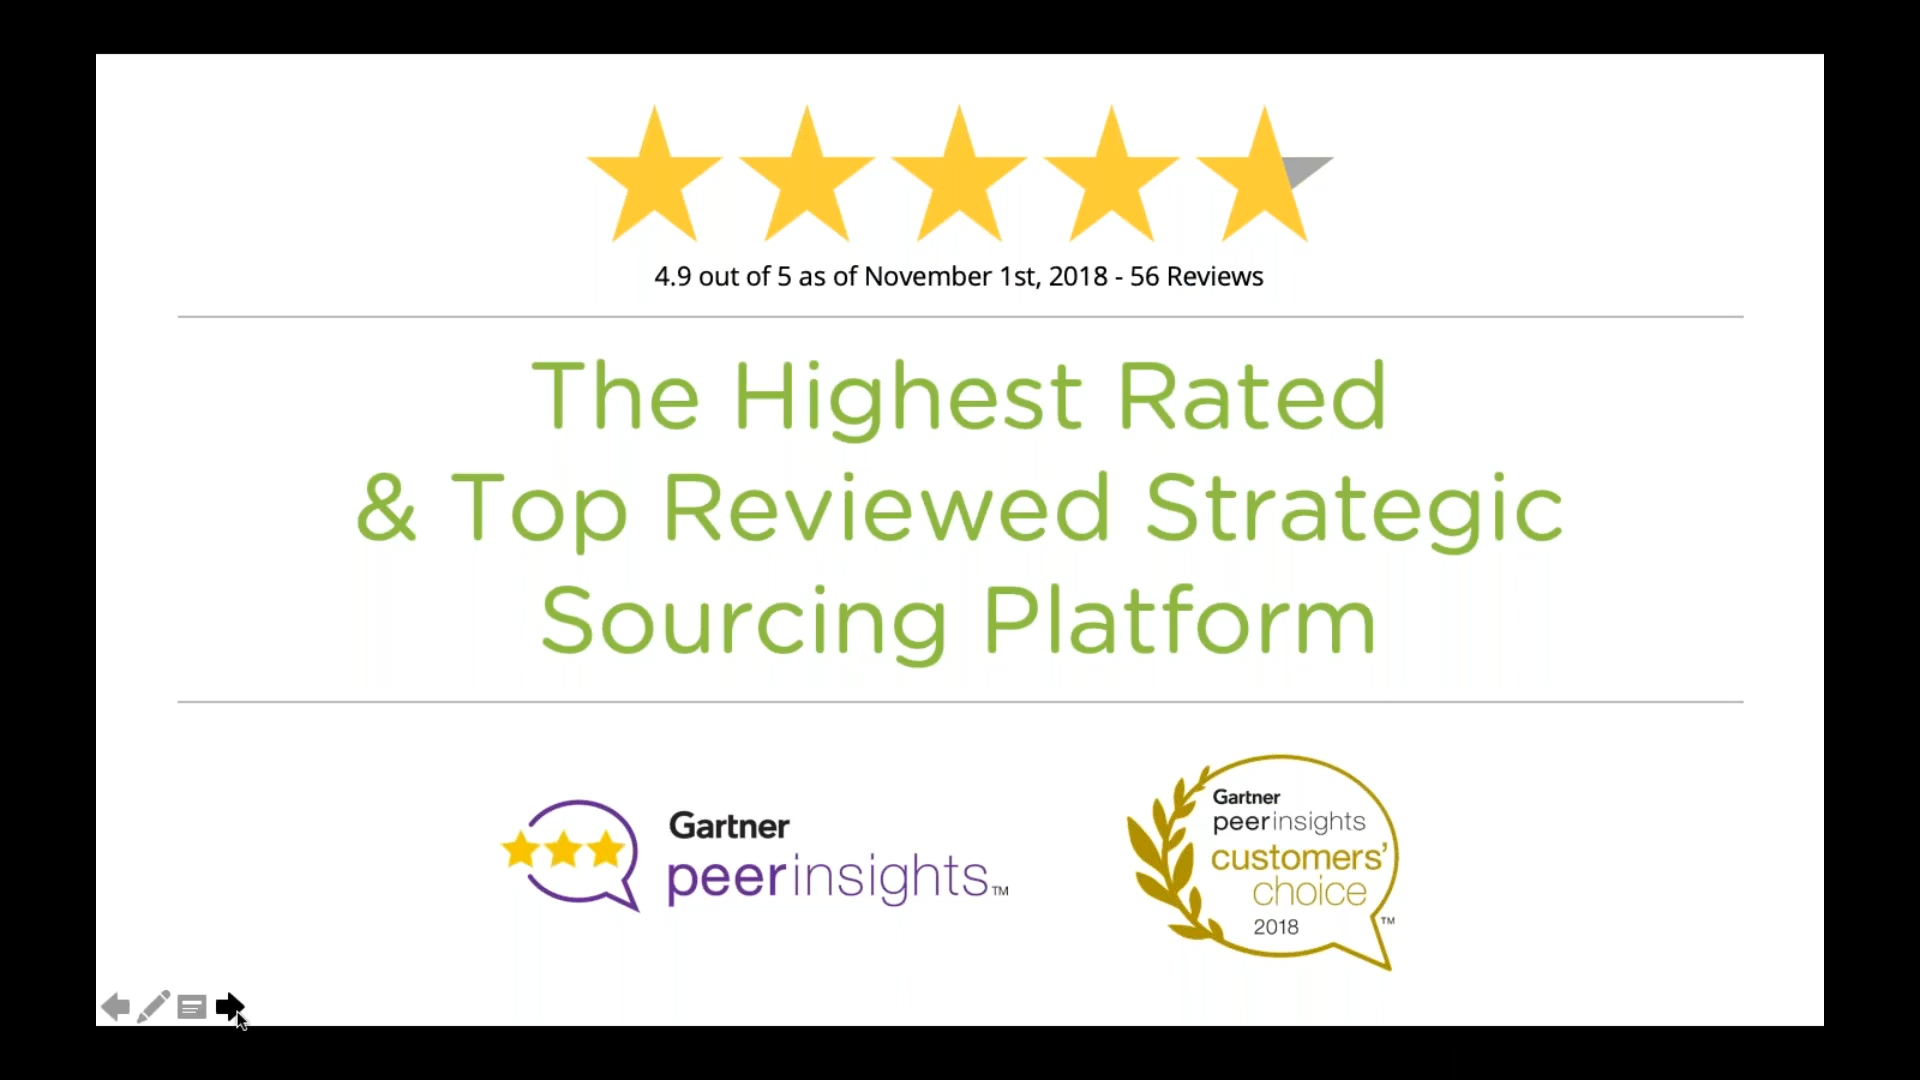 4.9 out of 5 as of November 1st, 2018 - 56 Reviews
The Highest Rated
& Top Reviewed Strategic
Sourcing Platform
Gartner
peerinsights™
Gartner
peerinsights
customers'
choice
2018
™